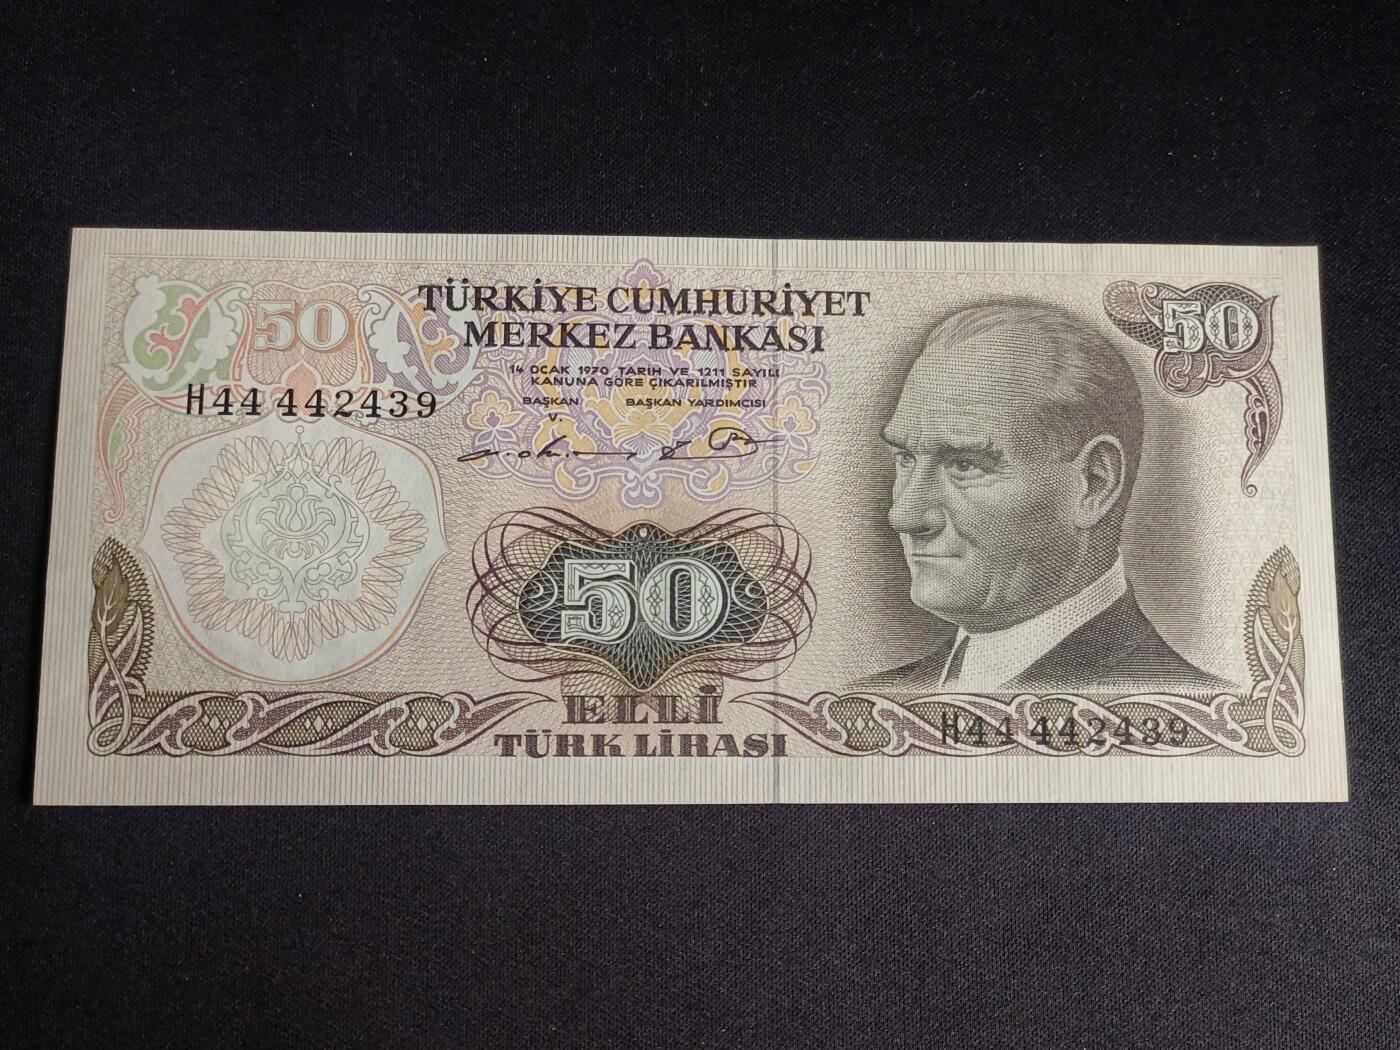 50
TÜRKİYE CUMHURİYET
MERKEZ BANKASI
50
14 OCAK 1970 TARİH VE 1211 SAYILI
KANUNA GÖRE ÇIKARILMIŞTIR
BAŞKAN BAŞKAN YARDIMCISI
V.
H44 442439
50
ELLİ
TÜRK LİRASI
H44 442439